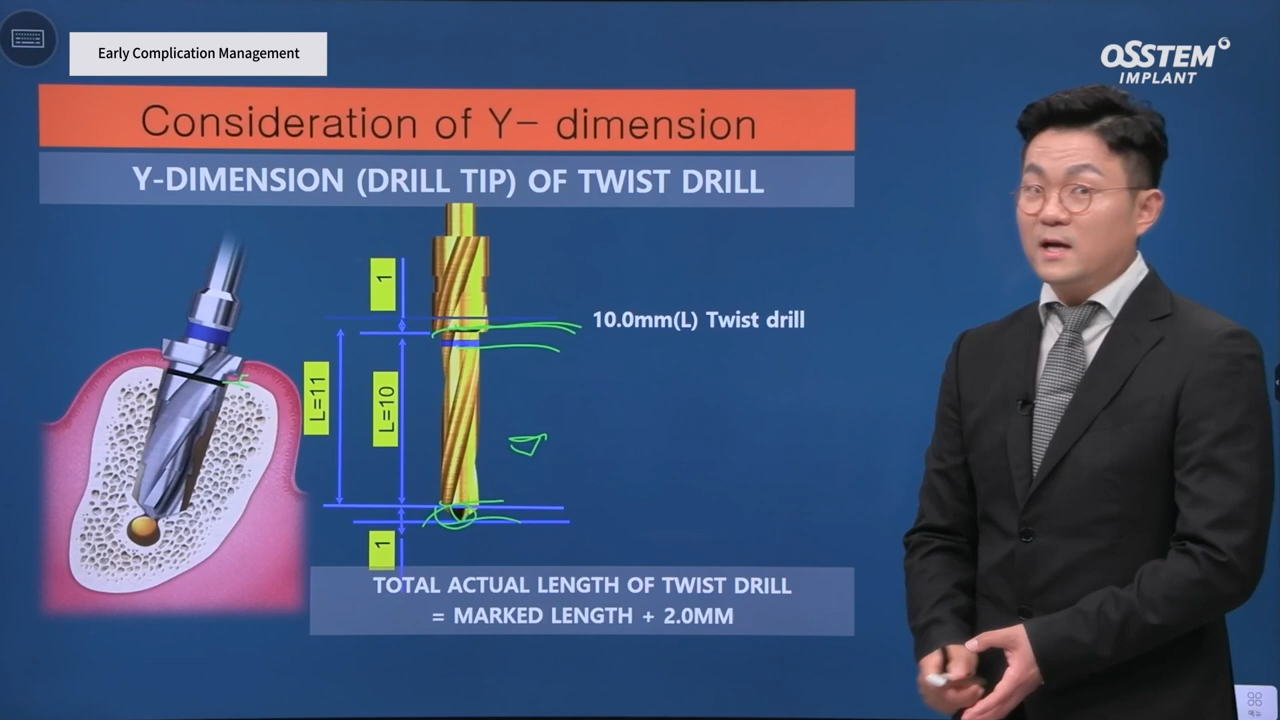 Early Complication Management
OSSTEM
IMPLANT
Consideration of Y- dimension
Y-DIMENSION (DRILL TIP) OF TWIST DRILL
1
10.0mm(L) Twist drill
L=11
L=10
1
TOTAL ACTUAL LENGTH OF TWIST DRILL
= MARKED LENGTH + 2.0MM